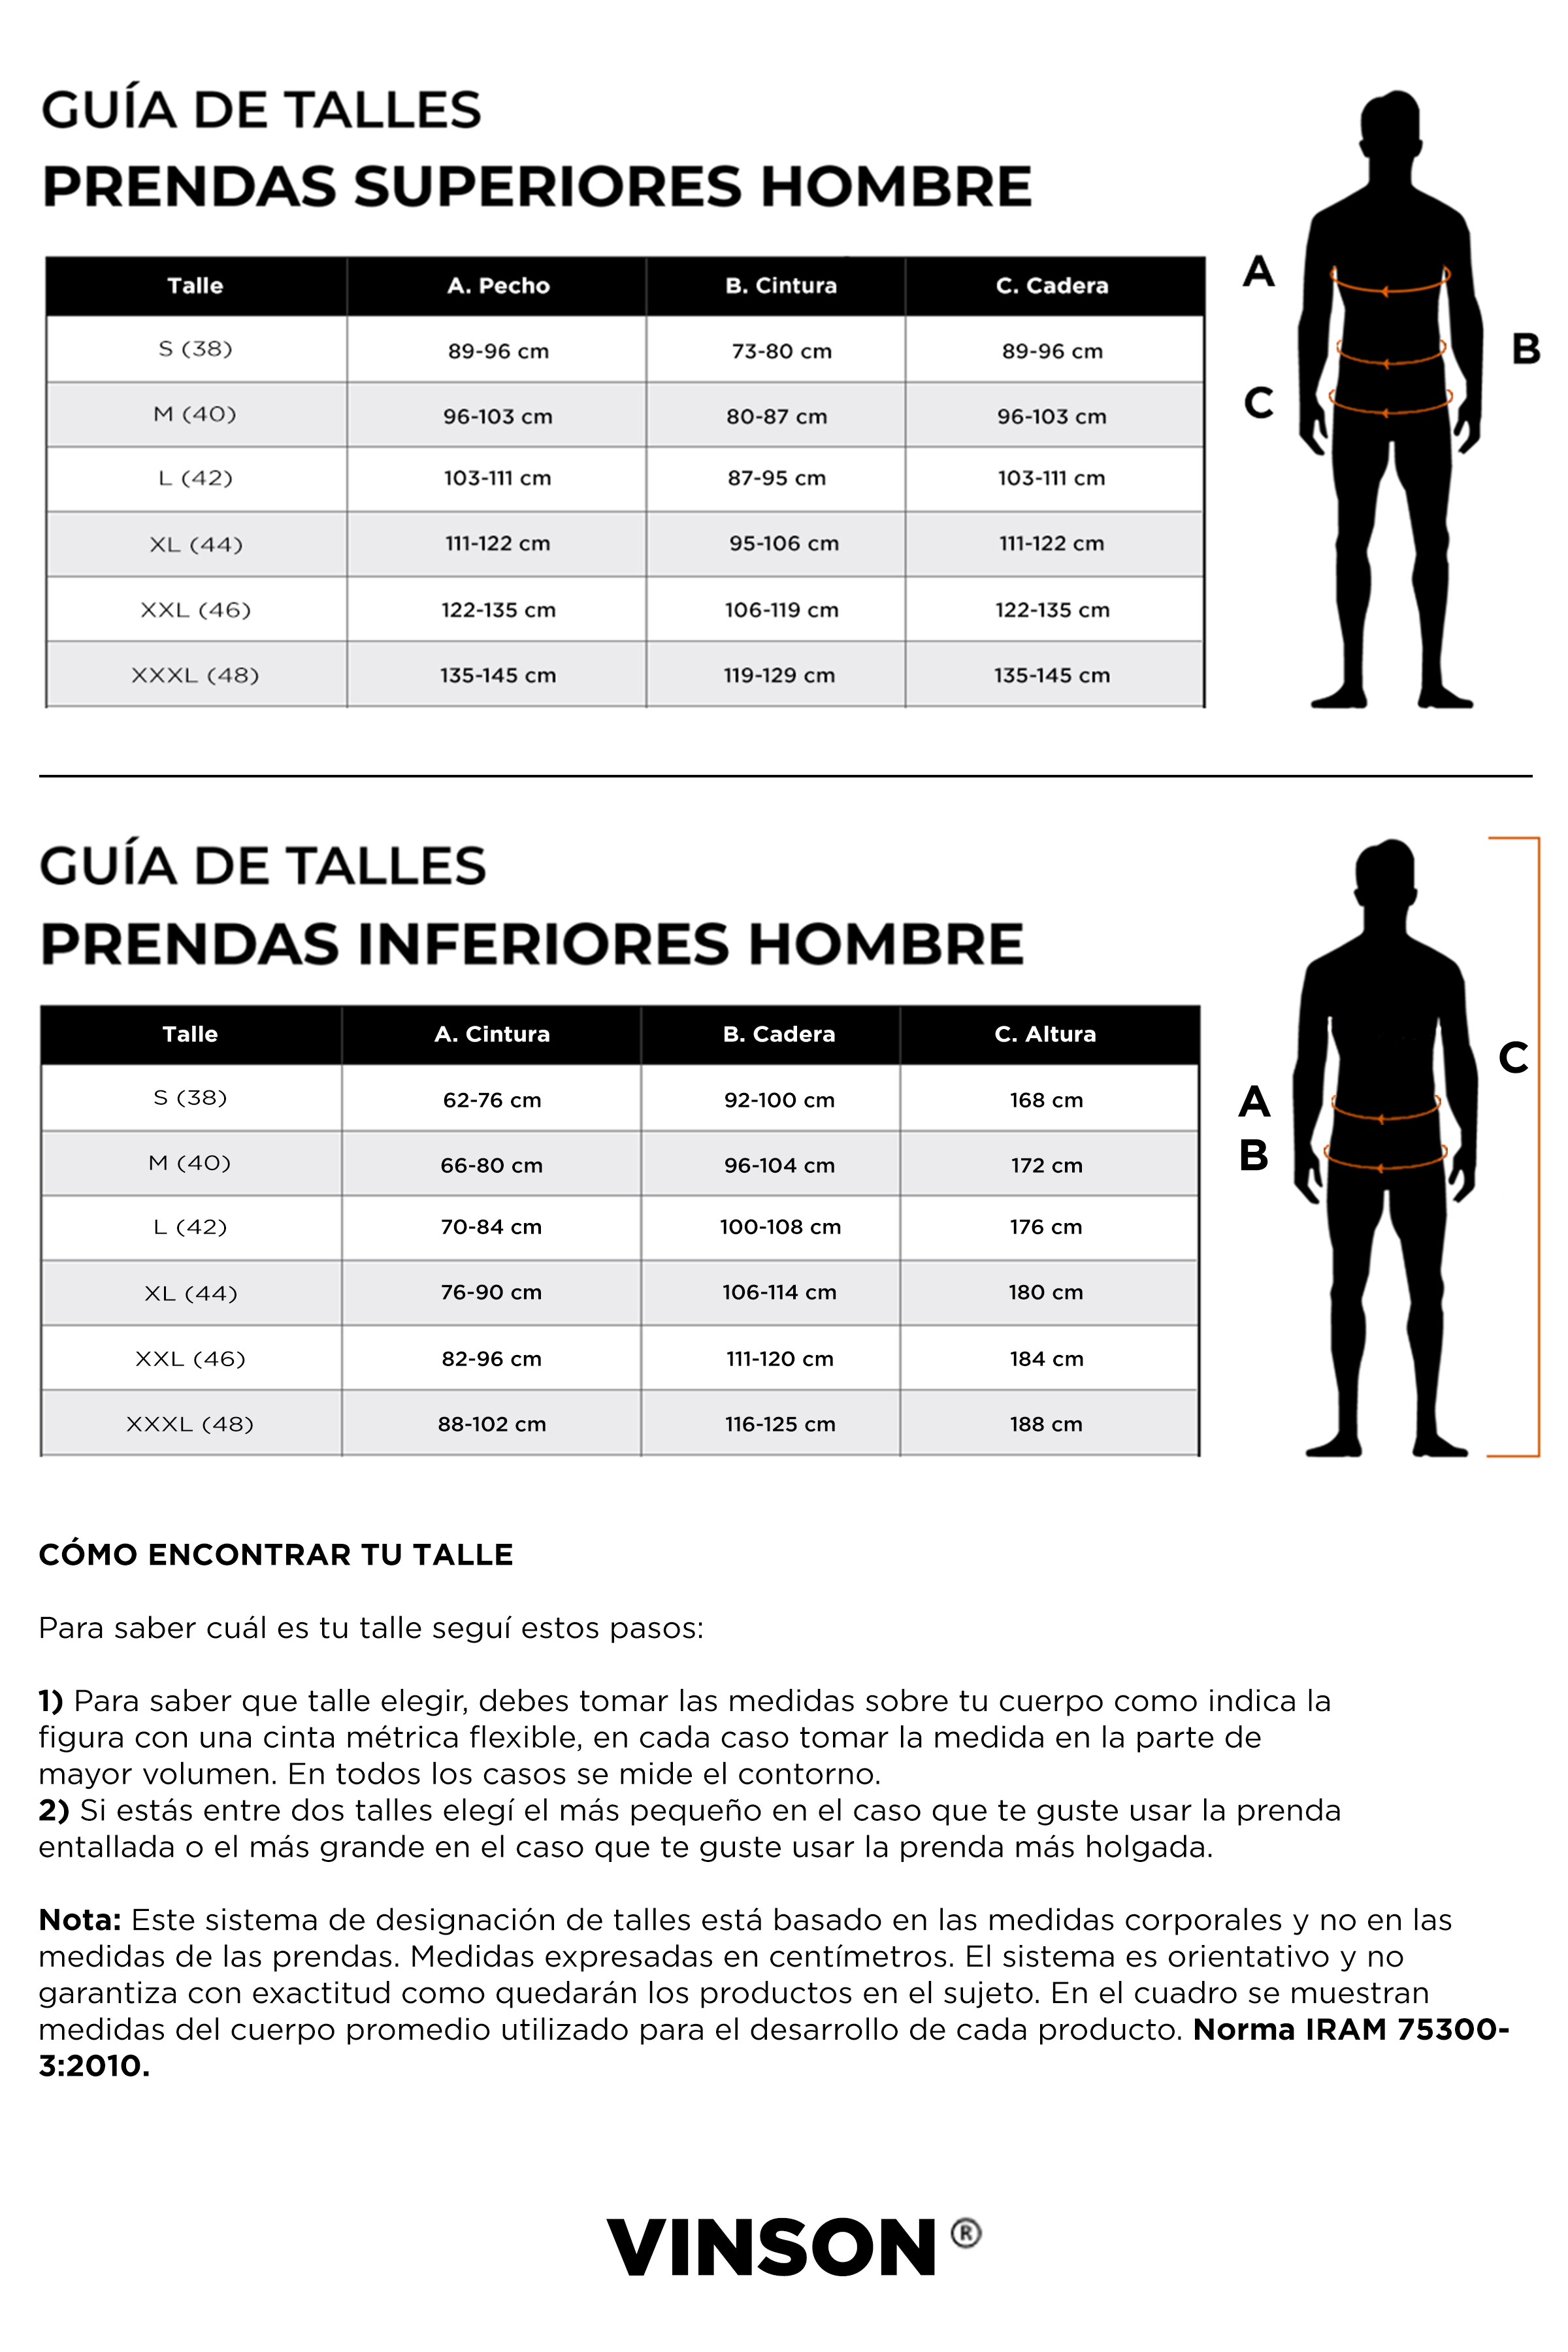 GUÍA DE TALLES
PRENDAS SUPERIORES HOMBRE
Talle A. Pecho B. Cintura C. Cadera
S (38) 89-96 cm 73-80 cm 89-96 cm
M (40) 96-103 cm 80-87 cm 96-103 cm
L (42) 103-111 cm 87-95 cm 103-111 cm
XL (44) 111-122 cm 95-106 cm 111-122 cm
XXL (46) 122-135 cm 106-119 cm 122-135 cm
XXXL (48) 135-145 cm 119-129 cm 135-145 cm
A
B
C
GUÍA DE TALLES
PRENDAS INFERIORES HOMBRE
Talle A. Cintura B. Cadera C. Altura
S (38) 62-76 cm 92-100 cm 168 cm
M (40) 66-80 cm 96-104 cm 172 cm
L (42) 70-84 cm 100-108 cm 176 cm
XL (44) 76-90 cm 106-114 cm 180 cm
XXL (46) 82-96 cm 111-120 cm 184 cm
XXXL (48) 88-102 cm 116-125 cm 188 cm
C
A
B
CÓMO ENCONTRAR TU TALLE
Para saber cuál es tu talle seguí estos pasos:
1) Para saber que talle elegir, debes tomar las medidas sobre tu cuerpo como indica la
figura con una cinta métrica flexible, en cada caso tomar la medida en la parte de
mayor volumen. En todos los casos se mide el contorno.
2) Si estás entre dos talles elegí el más pequeño en el caso que te guste usar la prenda
entallada o el más grande en el caso que te guste usar la prenda más holgada.
Nota: Este sistema de designación de talles está basado en las medidas corporales y no en las
medidas de las prendas. Medidas expresadas en centímetros. El sistema es orientativo y no
garantiza con exactitud como quedarán los productos en el sujeto. En el cuadro se muestran
medidas del cuerpo promedio utilizado para el desarrollo de cada producto. Norma IRAM 75300-
3:2010.
VINSON ®